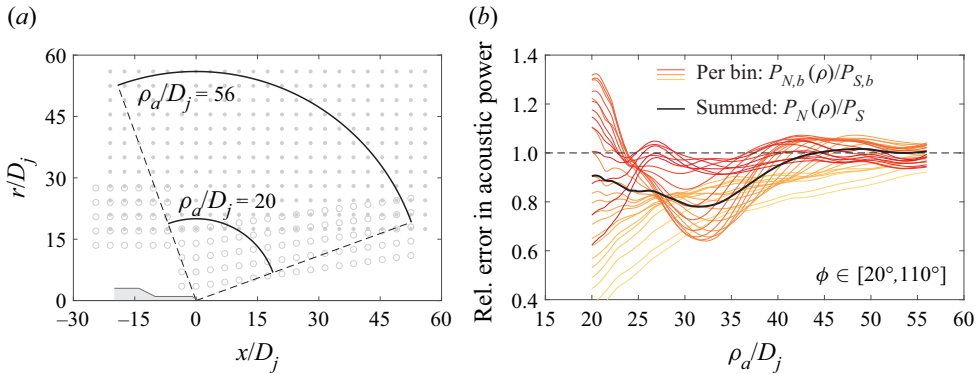 (a)
60
45
30
15
0
r/D_j
ρ_a/D_j = 56
ρ_a/D_j = 20
−30
−15
0
15
30
45
60
x/D_j
(b)
1.4
1.2
1.0
0.8
0.6
0.4
Rel. error in acoustic power
Per bin: P_{N,b}(ρ)/P_{S,b}
Summed: P_N(ρ)/P_S
ϕ ∈ [20°,110°]
15
20
25
30
35
40
45
50
55
60
ρ_a/D_j